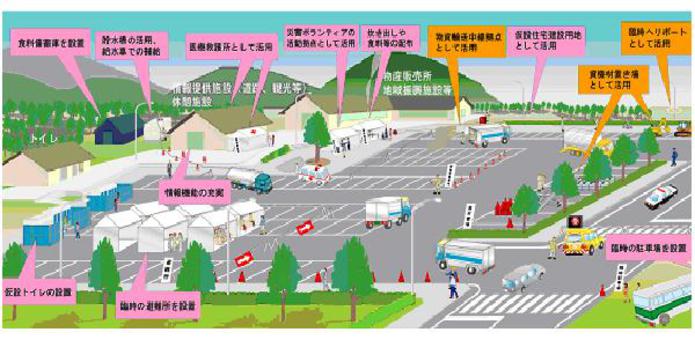 食料備蓄庫を設置
貯水槽の活用、
給水車での補給
医療救護所として活用
災害ボランティアの
活動拠点として活用
炊き出しや
食料等の配布
物資輸送中継拠点
として活用
仮設住宅建設用地
として活用
臨時ヘリポート
として活用
資機材置き場
として活用
情報提供施設(道路、観光等)
休憩施設
物産販売所
地域振興施設等
トイレ
情報機能の充実
仮設トイレの設置
臨時の避難所を設置
臨時の駐車場を設置